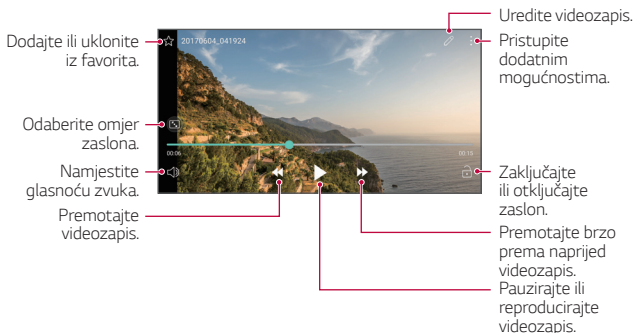 Dodajte ili uklonite
iz favorita.
Odaberite omjer
zaslona.
Namjestite
glasnoću zvuka.
Premotajte
videozapis.
20170604_041924
00:06
00:15
Uredite videozapis.
Pristupite
dodatnim
mogućnostima.
Zaključajte
ili otključajte
zaslon.
Premotajte brzo
prema naprijed
videozapis.
Pauzirajte ili
reproducirajte
videozapis.